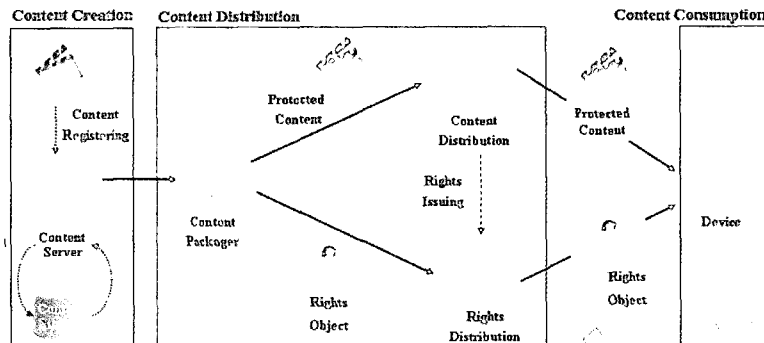 Content Creation
Content Distribution
Content Consumption
Content
Registering
Content
Server
Protected
Content
Content
Packager
Rights
Object
Content
Distribution
Rights
Issuing
Rights
Distribution
Protected
Content
Rights
Object
Device